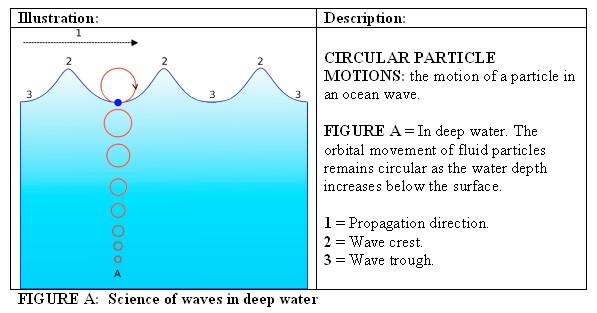 Illustration:
Description:
1
2
2
2
3
3
3
A
CIRCULAR PARTICLE
MOTIONS: the motion of a particle in
an ocean wave.
FIGURE A = In deep water. The
orbital movement of fluid particles
remains circular as the water depth
increases below the surface.
1 = Propagation direction.
2 = Wave crest.
3 = Wave trough.
FIGURE A: Science of waves in deep water